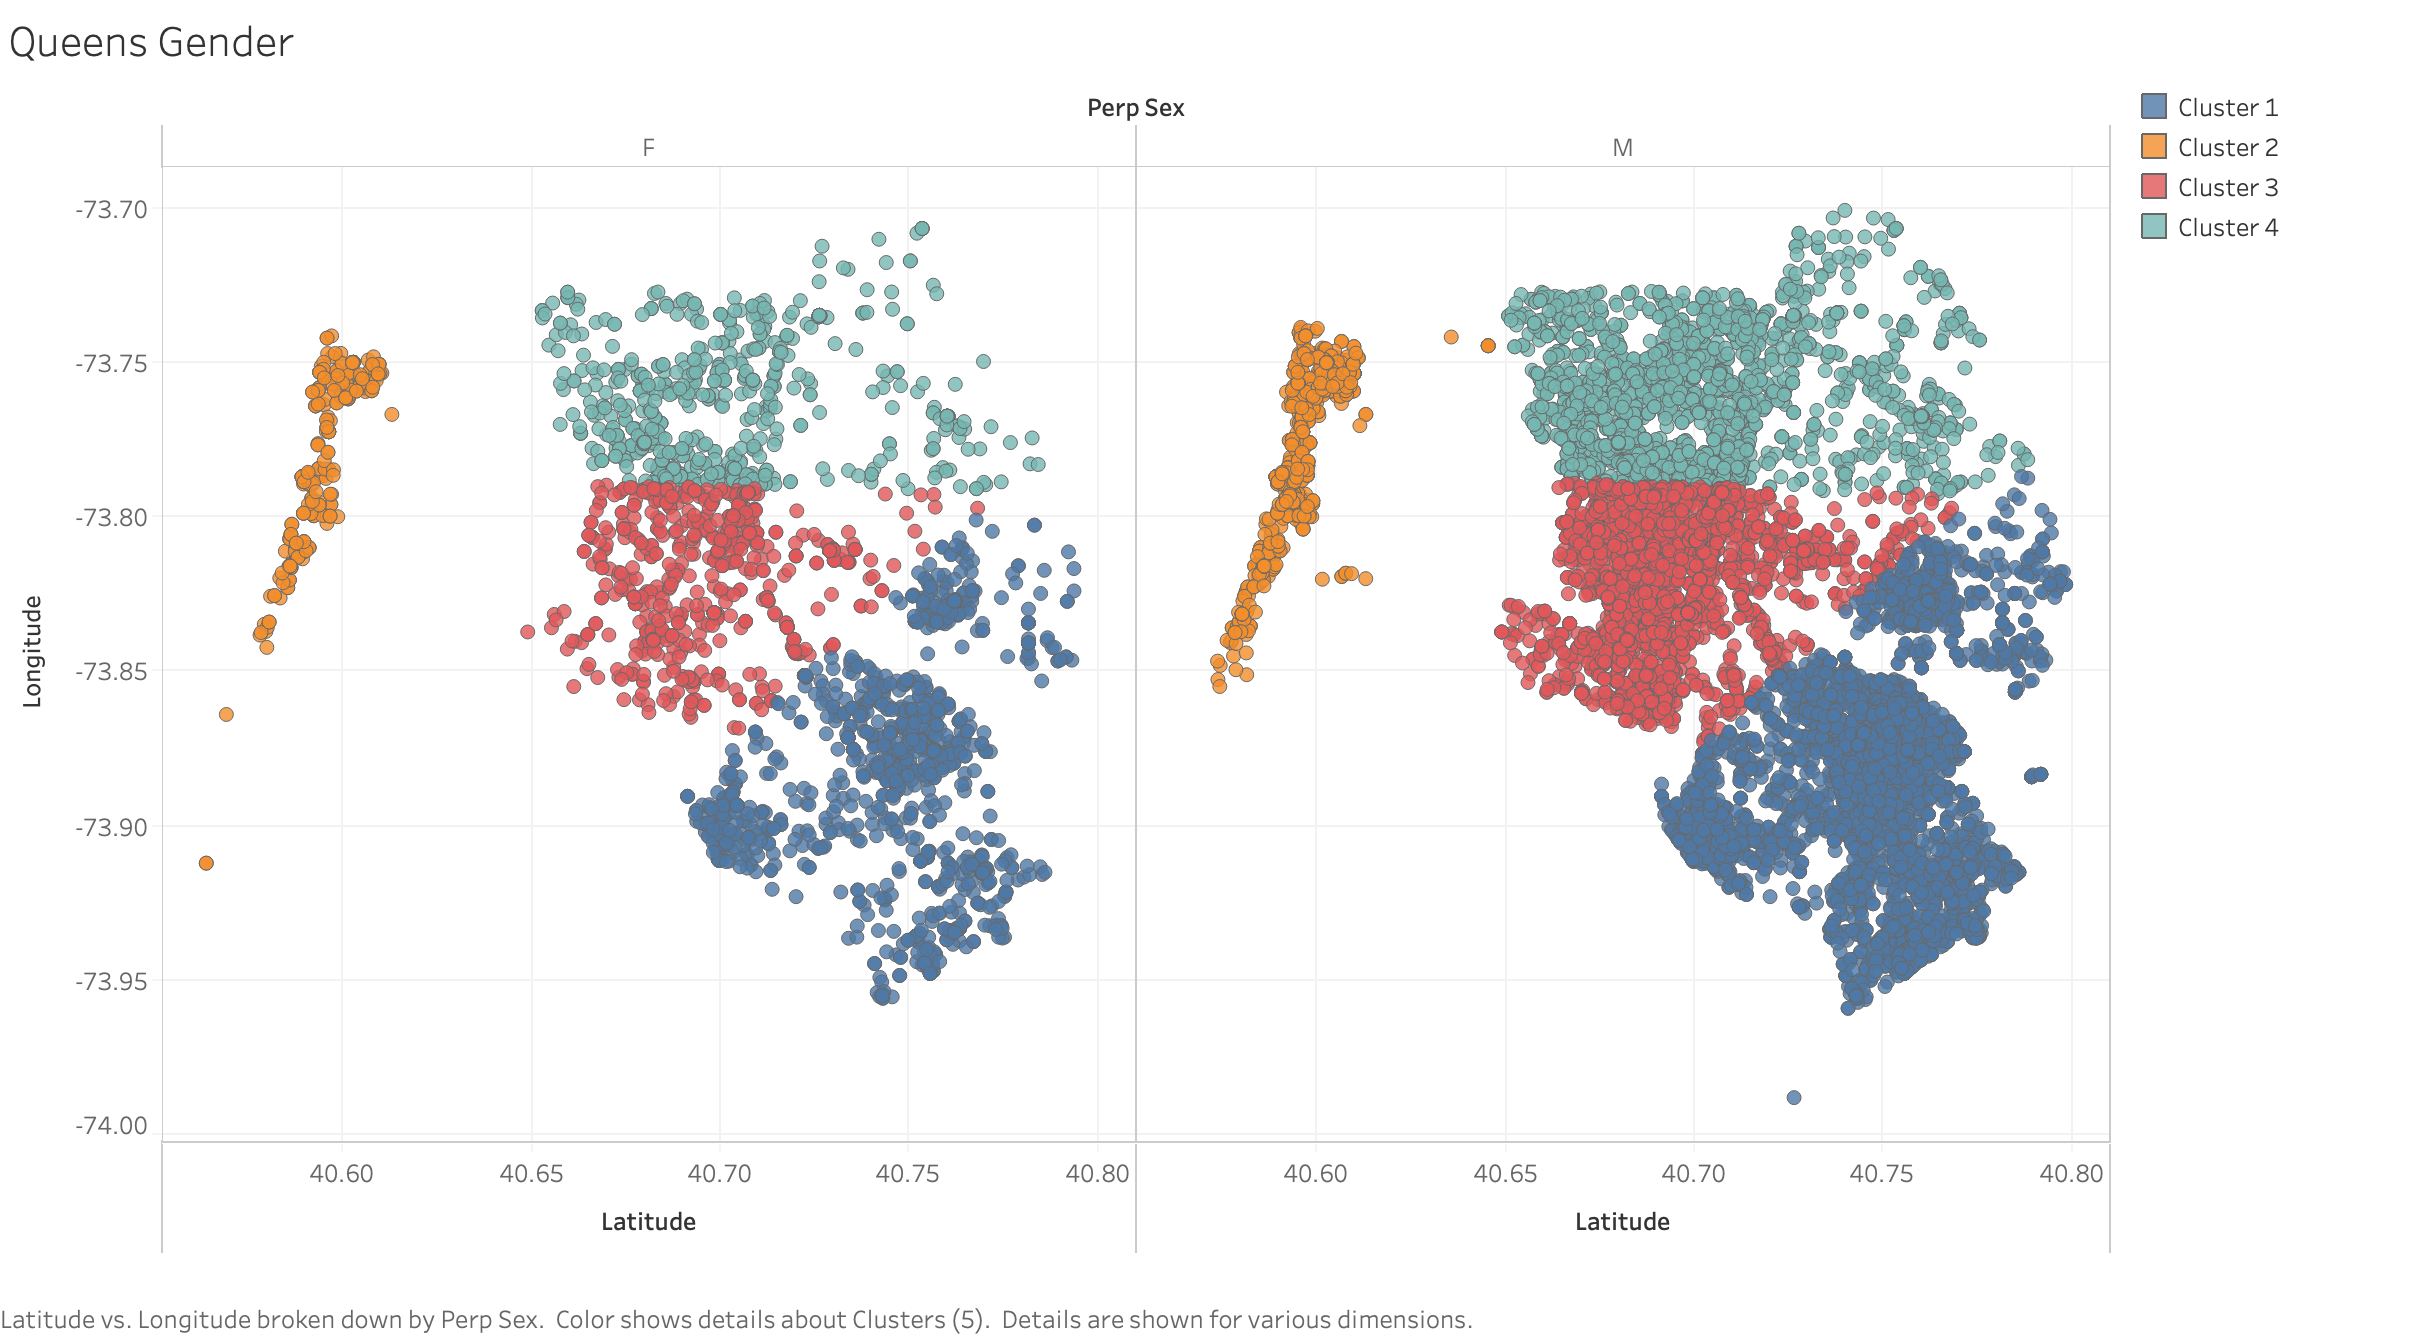 Queens Gender
Perp Sex
F
M
Cluster 1
Cluster 2
Cluster 3
Cluster 4
Longitude
-73.70
-73.75
-73.80
-73.85
-73.90
-73.95
-74.00
40.60 40.65 40.70 40.75 40.80 40.60 40.65 40.70 40.75 40.80
Latitude Latitude
Latitude vs. Longitude broken down by Perp Sex. Color shows details about Clusters (5). Details are shown for various dimensions.